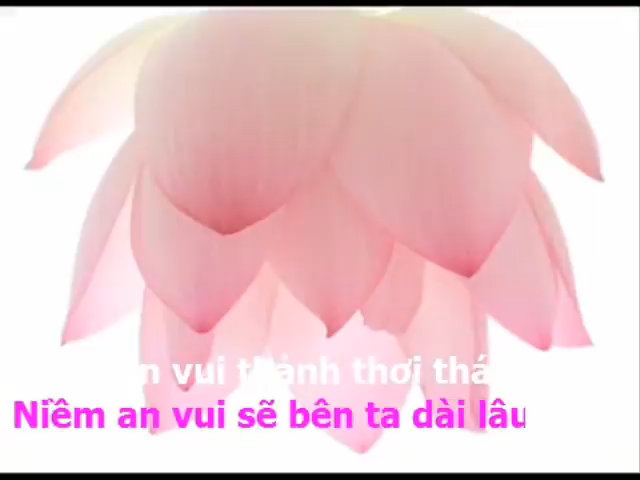 vui thảnh thơi
Niềm an vui sẽ bên ta dài lâu